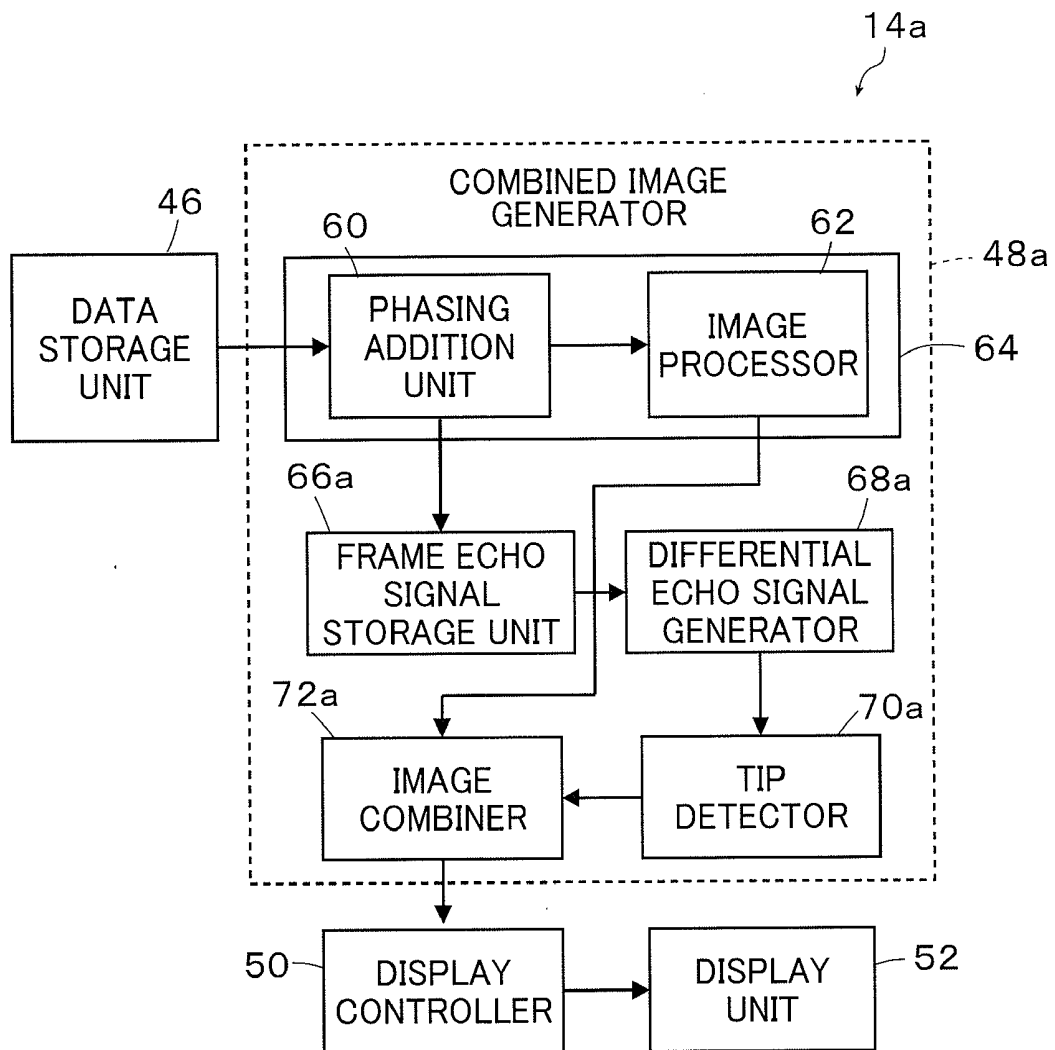 14a
COMBINED IMAGE
GENERATOR
46
60
62
48a
DATA
STORAGE
UNIT
PHASING
ADDITION
UNIT
IMAGE
PROCESSOR
64
66a
68a
FRAME ECHO
SIGNAL
STORAGE UNIT
DIFFERENTIAL
ECHO SIGNAL
GENERATOR
72a
70a
IMAGE
COMBINER
TIP
DETECTOR
50
DISPLAY
CONTROLLER
DISPLAY
UNIT
52